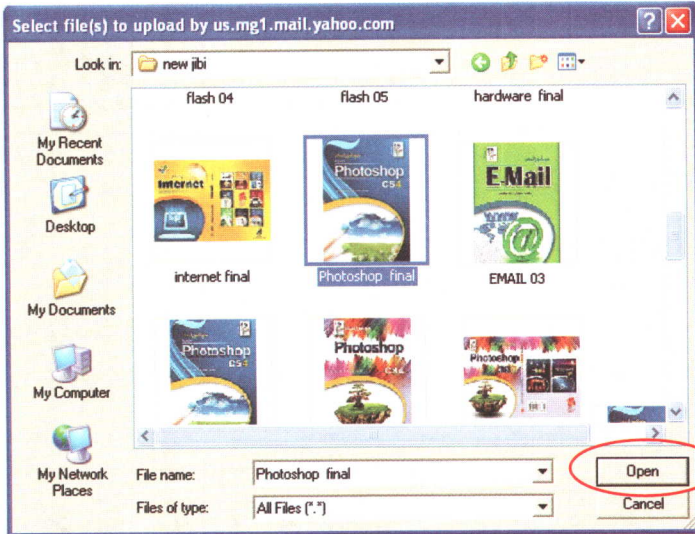 Select file(s) to upload by us.mg1.mail.yahoo.com
Look in:
new jibi
flash 04
flash 05
hardware final
My Recent
Documents
Desktop
My Documents
My Computer
My Network
Places
Internet
Photoshop
CS4
E-Mail
internet final
Photoshop final
EMAIL 03
Photoshop
CS4
Photoshop
CS4
Photoshop
File name:
Photoshop final
Open
Files of type:
All Files (*.*)
Cancel